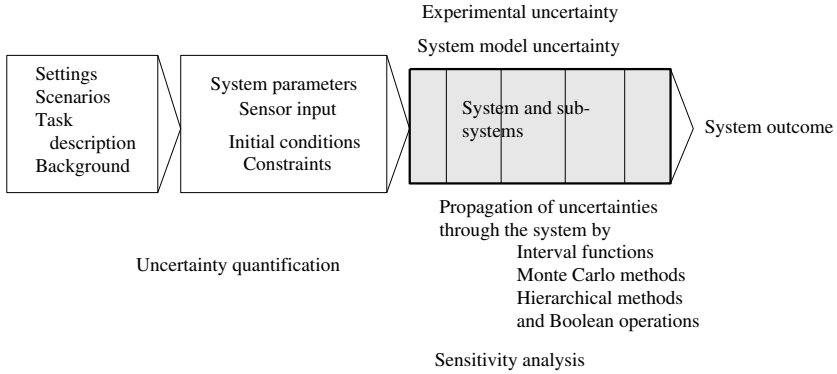 Experimental uncertainty
System model uncertainty
Settings
Scenarios
Task
description
Background
System parameters
Sensor input
Initial conditions
Constraints
System and sub-
systems
System outcome
Propagation of uncertainties
through the system by
Interval functions
Monte Carlo methods
Hierarchical methods
and Boolean operations
Uncertainty quantification
Sensitivity analysis